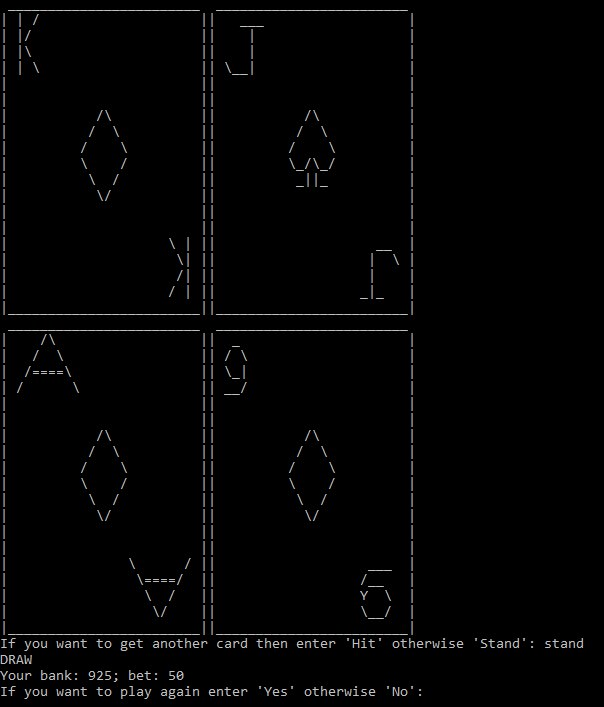 K J
A 9
If you want to get another card then enter 'Hit' otherwise 'Stand': stand
DRAW
Your bank: 925; bet: 50
If you want to play again enter 'Yes' otherwise 'No':